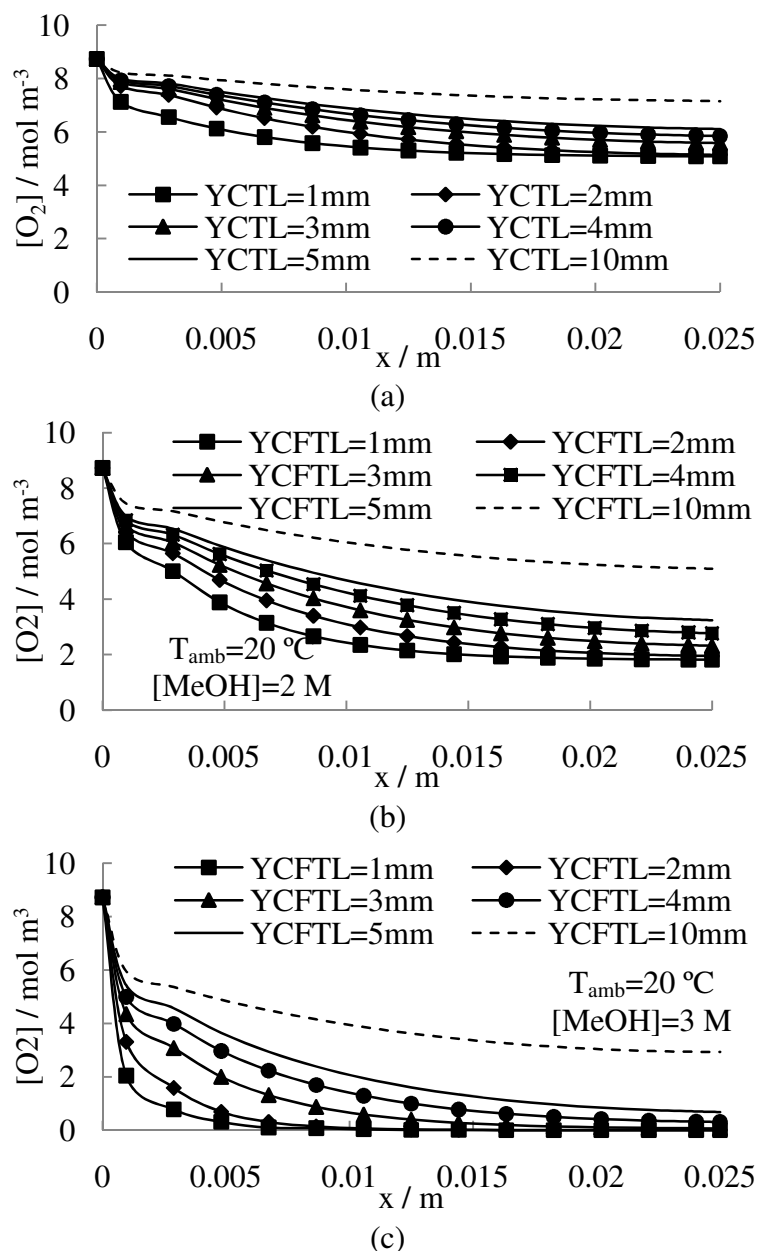 10
8
6
4
2
0
[O₂] / mol m⁻³
YCTL=1mm YCTL=2mm
YCTL=3mm YCTL=4mm
YCTL=5mm YCTL=10mm
0 0.005 0.01 0.015 0.02 0.025
x / m
(a)
10
8
6
4
2
0
[O2] / mol m⁻³
YCFTL=1mm YCFTL=2mm
YCFTL=3mm YCFTL=4mm
YCFTL=5mm YCFTL=10mm
T_amb=20 ºC
[MeOH]=2 M
0 0.005 0.01 0.015 0.02 0.025
x / m
(b)
10
8
6
4
2
0
[O2] / mol m³
YCFTL=1mm YCFTL=2mm
YCFTL=3mm YCFTL=4mm
YCFTL=5mm YCFTL=10mm
T_amb=20 ºC
[MeOH]=3 M
0 0.005 0.01 0.015 0.02 0.025
x / m
(c)